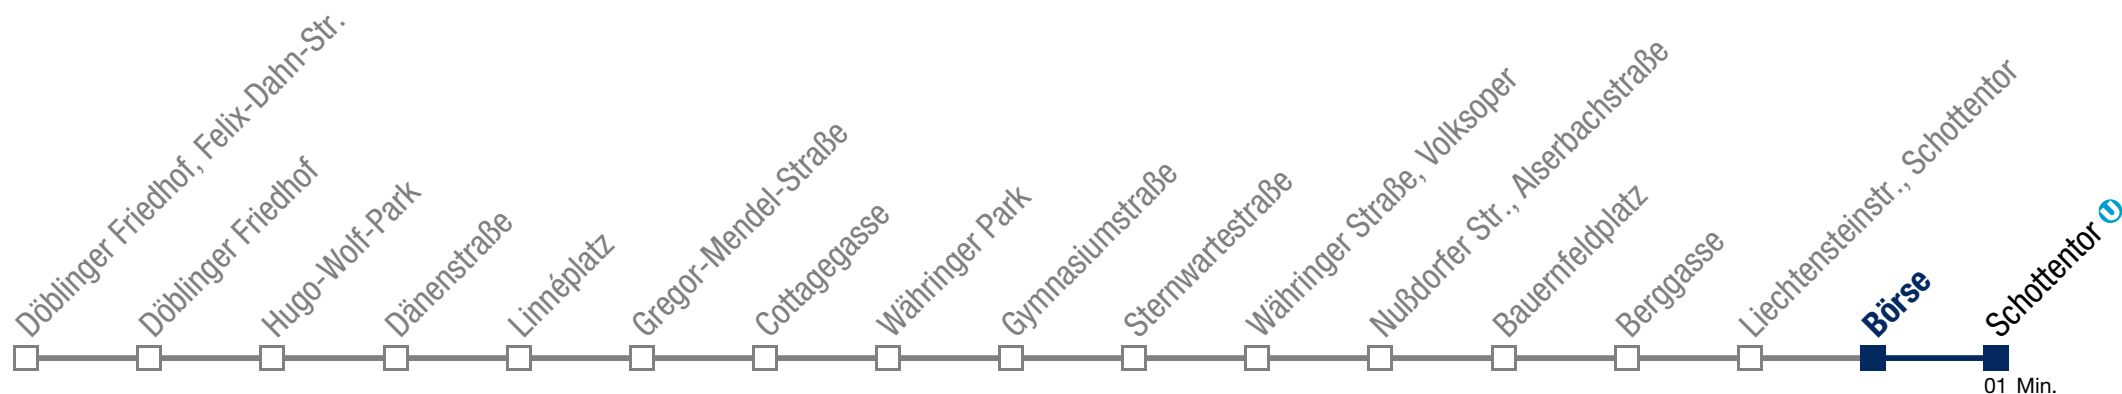 Döblinger Friedhof, Felix-Dahn-Str.
Döblinger Friedhof
Hugo-Wolf-Park
Dänenstraße
Linnéplatz
Gregor-Mendel-Straße
Cottagegasse
Währinger Park
Gymnasiumstraße
Sternwartestraße
Währinger Straße, Volksoper
Nußdorfer Str., Alserbachstraße
Bauernfeldplatz
Berggasse
Liechtensteinstr., Schottentor
Börse
Schottentor U
01 Min.